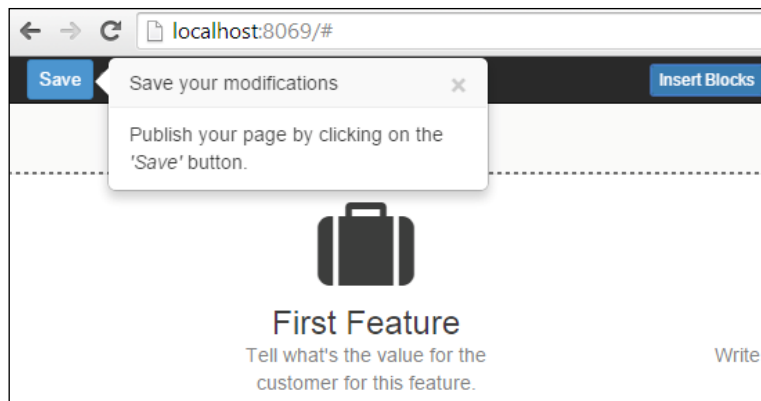 localhost:8069/#
Save
Save your modifications ×
Insert Blocks
Publish your page by clicking on the
'Save' button.
First Feature
Tell what's the value for the
customer for this feature.
Write